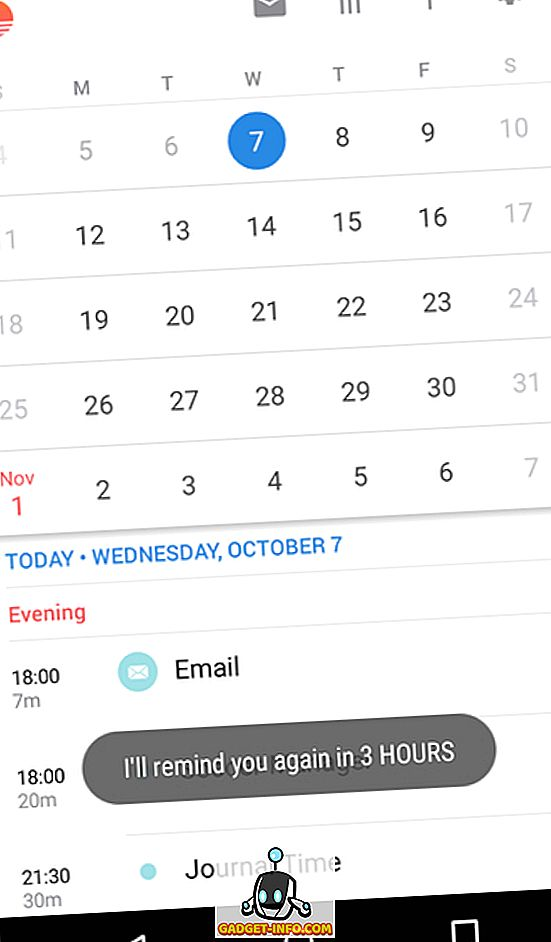 S M T W T F S
4 5 6 7 8 9 10
11 12 13 14 15 16 17
18 19 20 21 22 23 24
25 26 27 28 29 30 31
Nov
1 2 3 4 5 6 7
TODAY • WEDNESDAY, OCTOBER 7
Evening
18:00 Email
7m
I'll remind you again in 3 HOURS
18:00
20m
21:30 Journal Time
30m
GADGET-INFO.COM